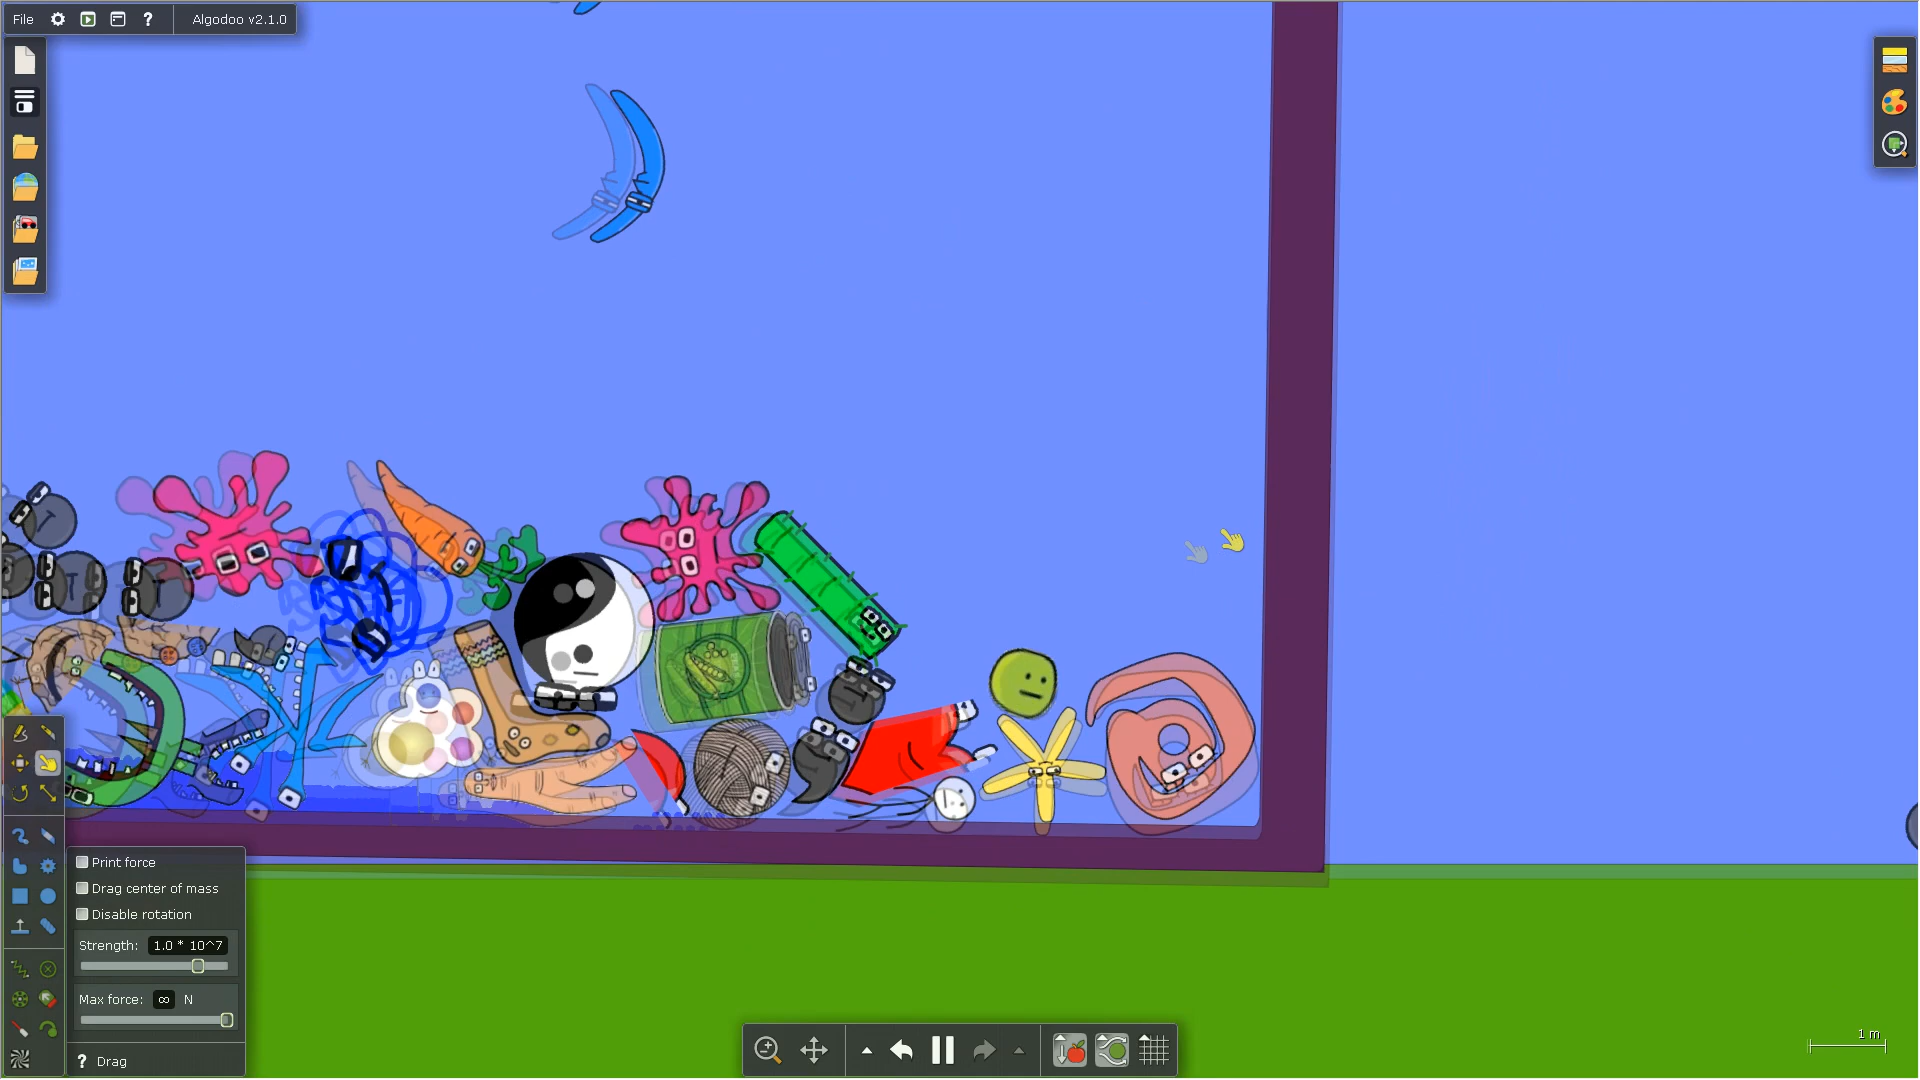 File ? Algodoo v2.1.0
Print force
Drag center of mass
Disable rotation
Strength: 1.0 * 10^7
Max force: ∞ N
? Drag
1 m